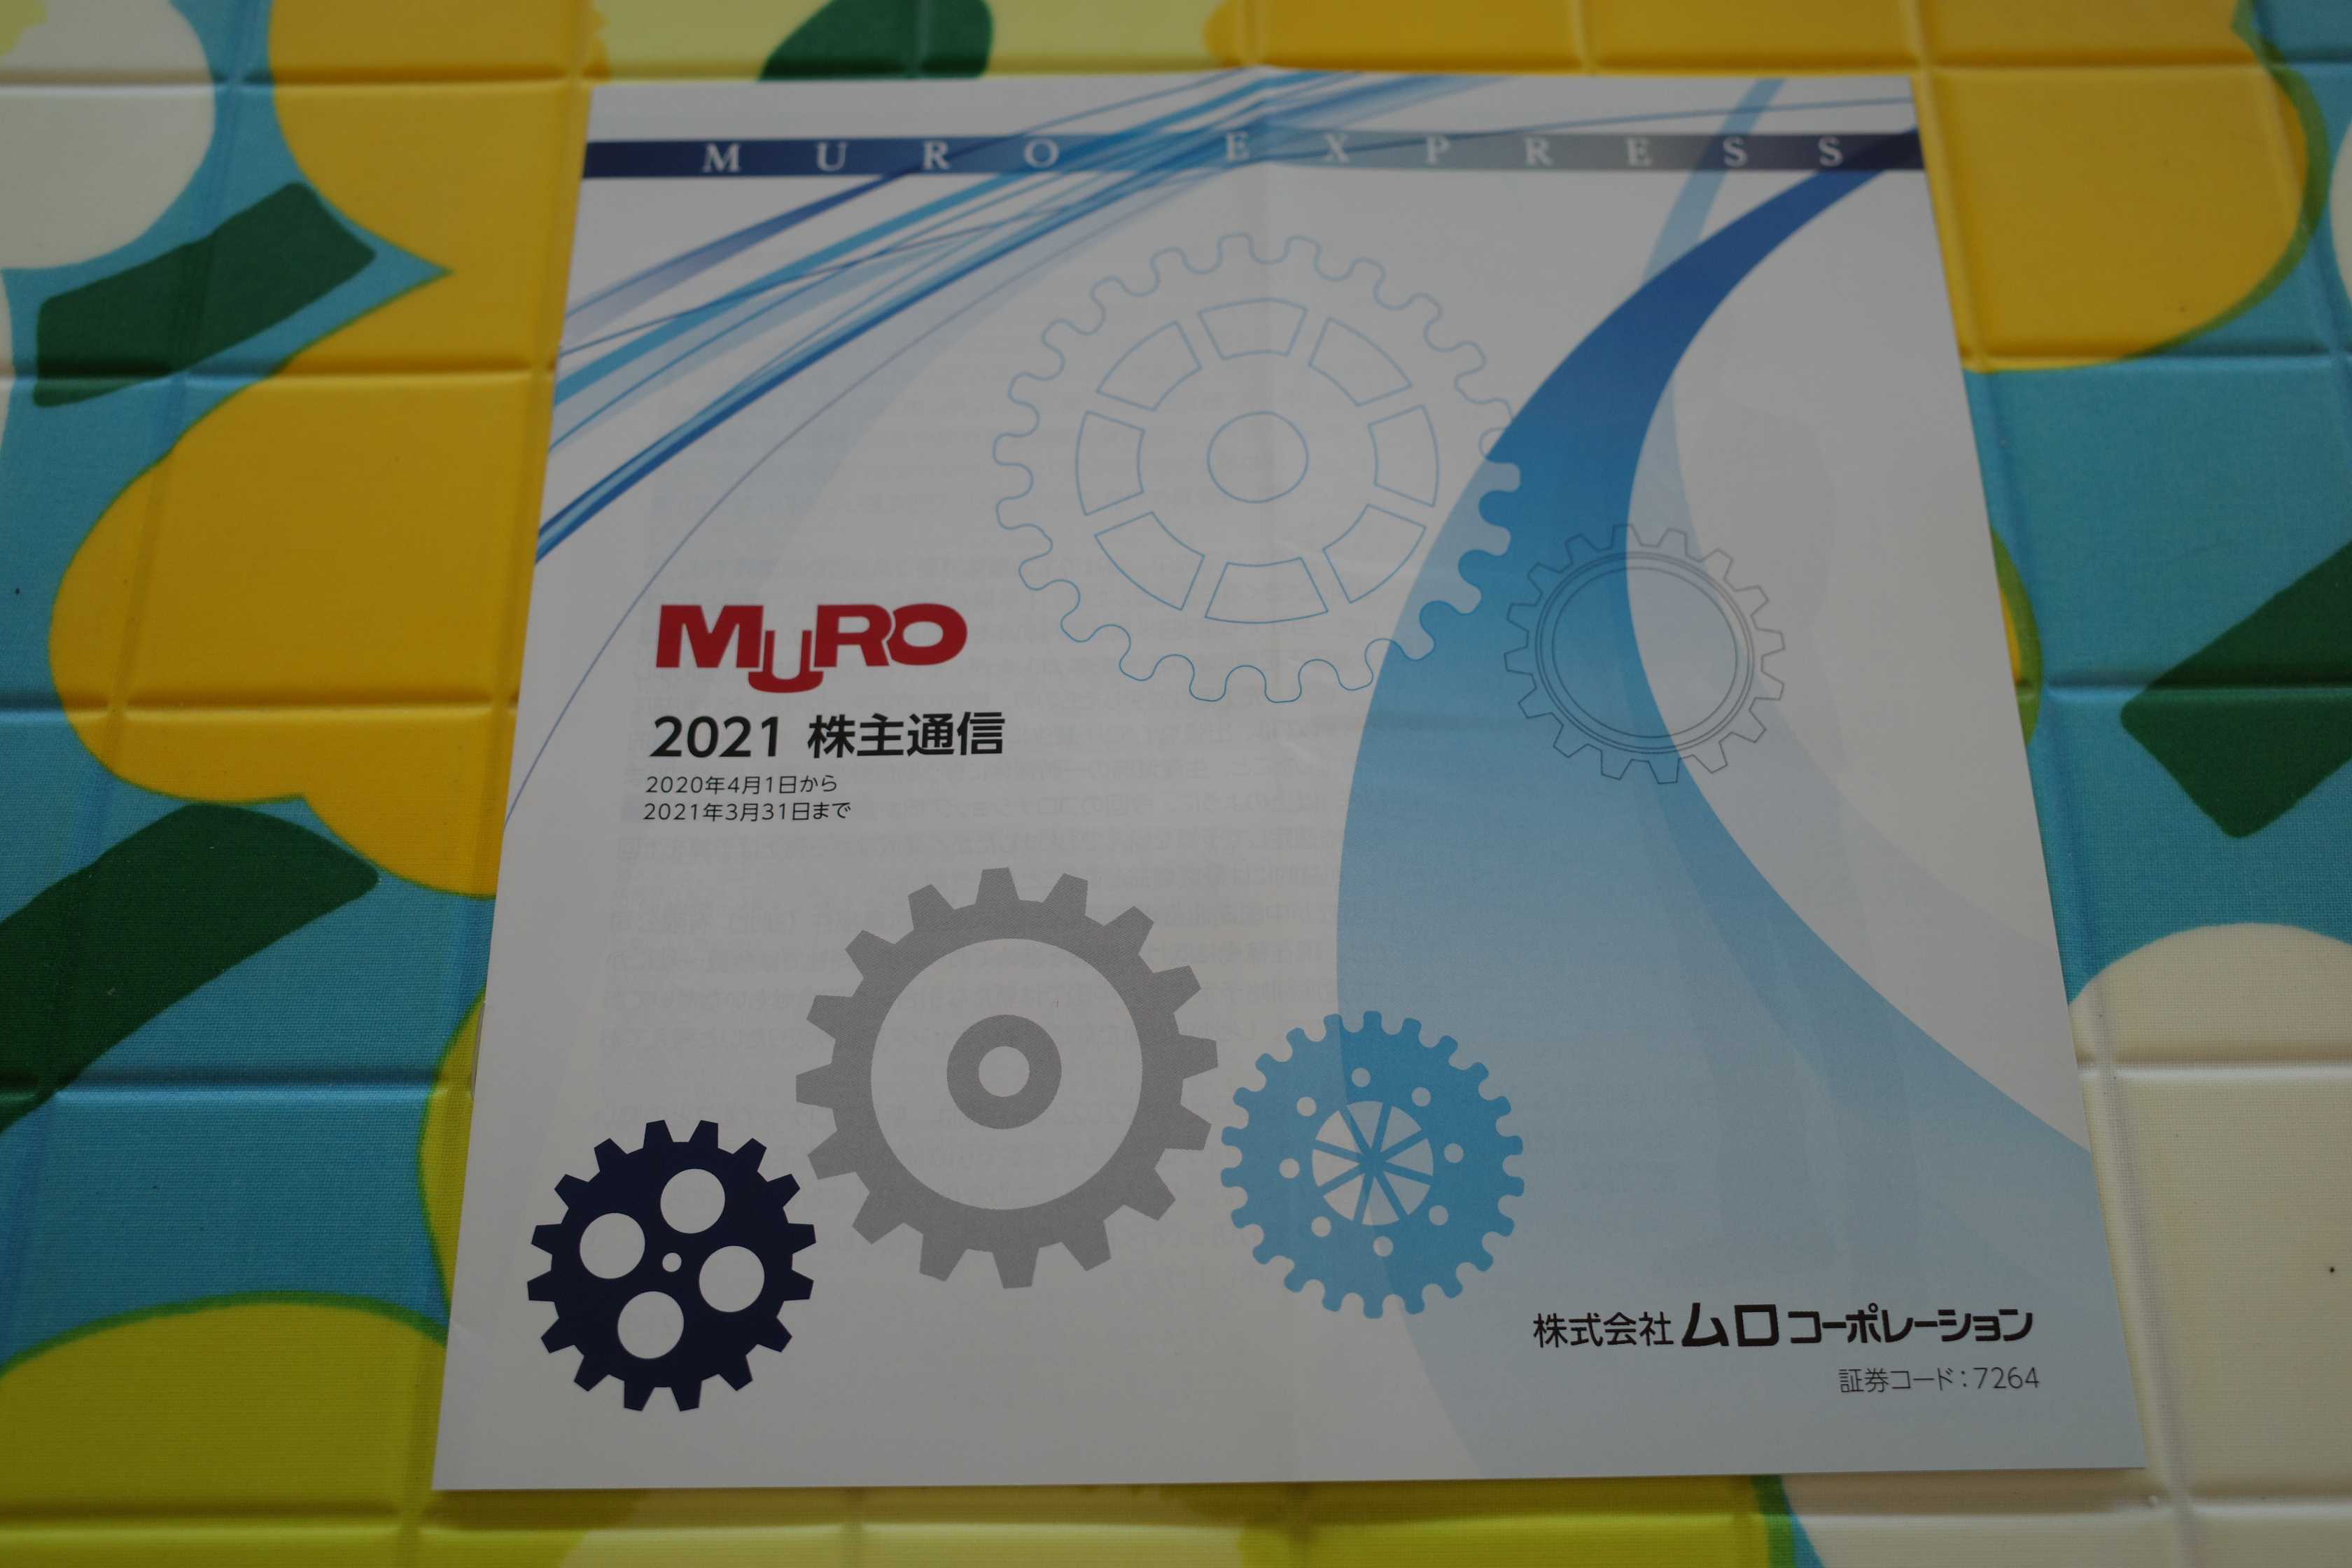 MURO EXPRESS
MURO
2021 株主通信
2020年4月1日から
2021年3月31日まで
株式会社ムロコーポレーション
証券コード：7264